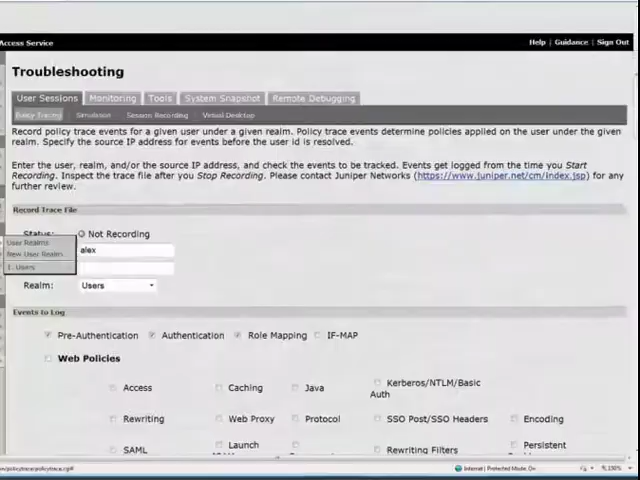 Access Service
Help | Guidance | Sign Out
Troubleshooting
User Sessions Monitoring Tools System Snapshot Remote Debugging
Policy Tracing Simulation Session Recording Virtual Desktop
Record policy trace events for a given user under a given realm. Policy trace events determine policies applied on the user under the given
realm. Specify the source IP address for events before the user id is resolved.
Enter the user, realm, and/or the source IP address, and check the events to be tracked. Events get logged from the time you Start
Recording. Inspect the trace file after you Stop Recording. Please contact Juniper Networks (https://www.juniper.net/cm/index.jsp) for
any further review.
Record Trace File
Status: Not Recording
User Realms
alex
New User Realm...
1. Users
Realm: Users
Events to Log
Pre-Authentication Authentication Role Mapping IF-MAP
Web Policies
Access Caching Java Kerberos/NTLM/Basic
Auth
Rewriting Web Proxy Protocol SSO Post/SSO Headers Encoding
SAML Launch Rewriting Filters Persistent
Internet | Protected Mode: On
100%